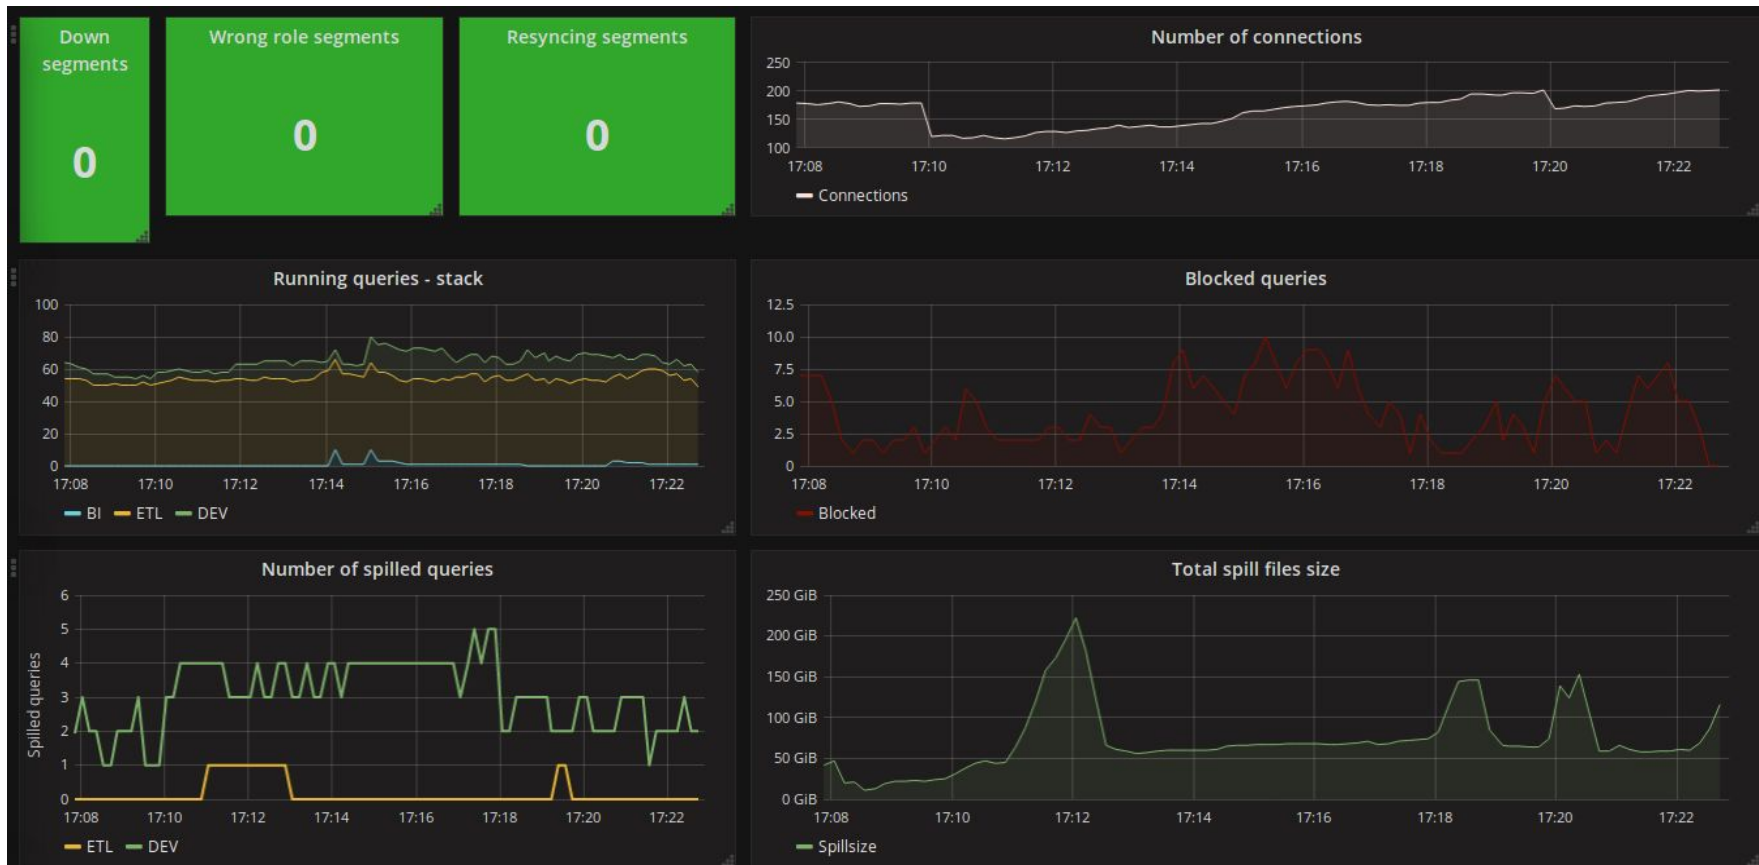 Down
segments
0
Wrong role segments
0
Resyncing segments
0
Number of connections
250
200
150
100
17:08 17:10 17:12 17:14 17:16 17:18 17:20 17:22
Connections
Running queries - stack
100
80
60
40
20
0
17:08 17:10 17:12 17:14 17:16 17:18 17:20 17:22
BI ETL DEV
Blocked queries
12.5
10.0
7.5
5.0
2.5
0
17:08 17:10 17:12 17:14 17:16 17:18 17:20 17:22
Blocked
Number of spilled queries
Spilled queries
6
5
4
3
2
1
0
17:08 17:10 17:12 17:14 17:16 17:18 17:20 17:22
ETL DEV
Total spill files size
250 GiB
200 GiB
150 GiB
100 GiB
50 GiB
0 GiB
17:08 17:10 17:12 17:14 17:16 17:18 17:20 17:22
Spillsize